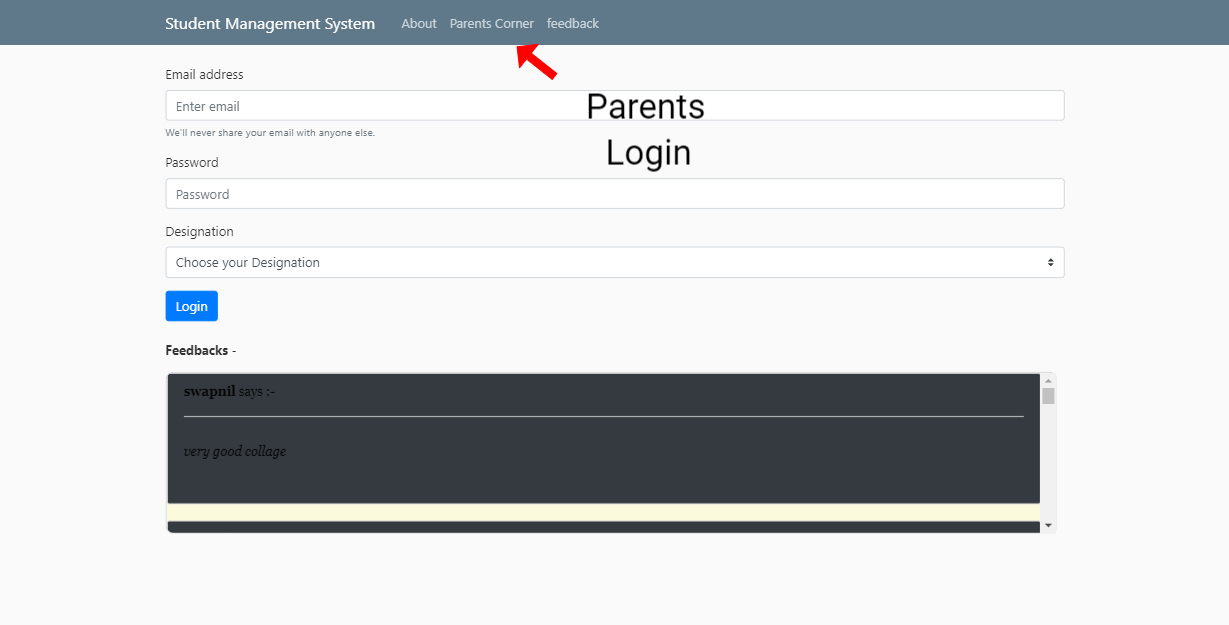 Student Management System About Parents Corner feedback
Email address
Enter email
Parents
We'll never share your email with anyone else.
Login
Password
Password
Designation
Choose your Designation
Login
Feedbacks -
swapnil says :-
very good collage